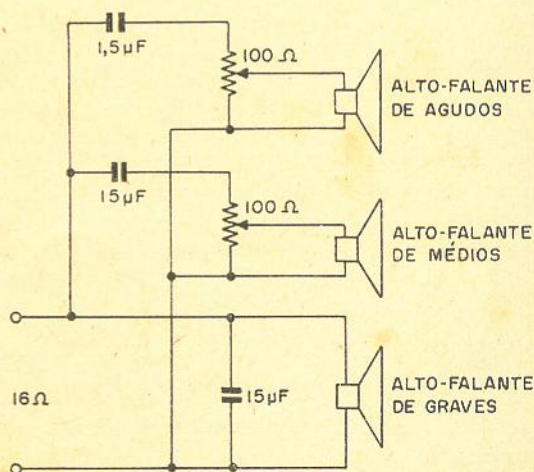 1,5µF
100 Ω
ALTO-FALANTE
DE AGUDOS
15µF
100 Ω
ALTO-FALANTE
DE MÉDIOS
16Ω
15µF
ALTO-FALANTE
DE GRAVES